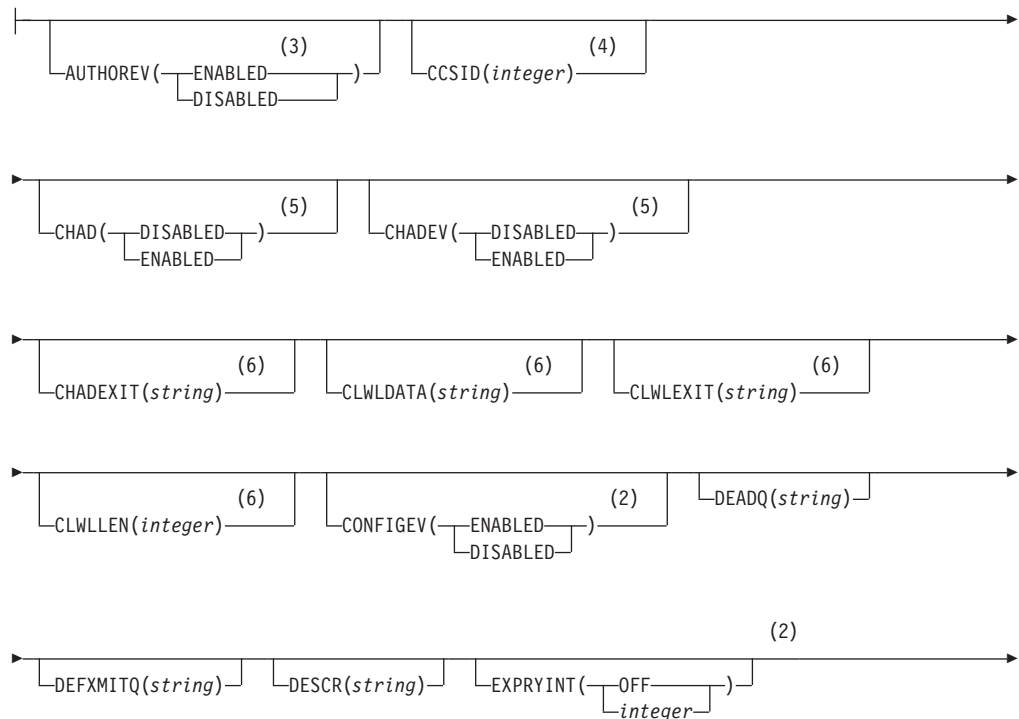 (3) (4)
AUTHOREV( ENABLED ) CCSID(integer)
DISABLED
(5) (5)
CHAD( DISABLED ) CHADEV( DISABLED )
ENABLED ENABLED
(6) (6) (6)
CHADEXIT(string) CLWLDATA(string) CLWLEXIT(string)
(6) (2) DEADQ(string)
CLWLLEN(integer) CONFIGEV( ENABLED )
DISABLED
(2)
DEFXMITQ(string) DESCR(string) EXPRYINT( OFF )
integer